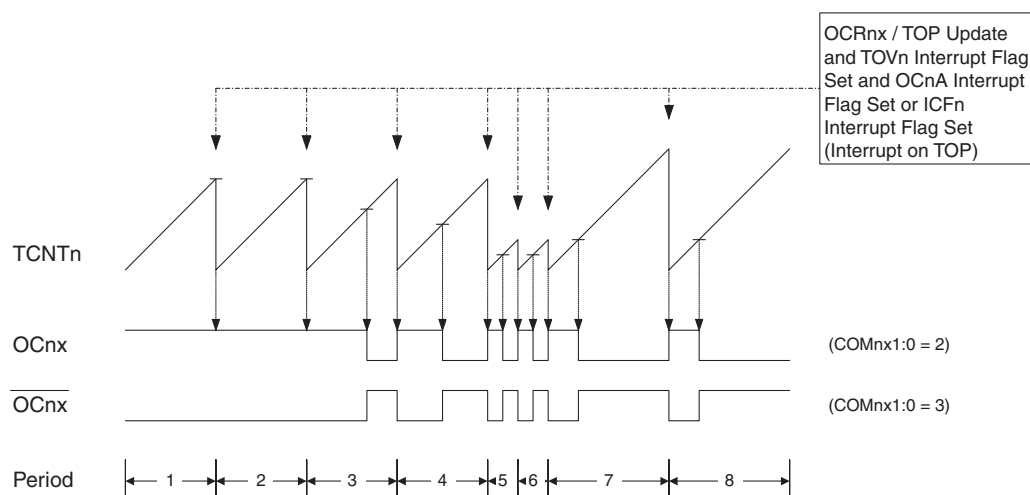 OCRnx / TOP Update
and TOVn Interrupt Flag
Set and OCnA Interrupt
Flag Set or ICFn
Interrupt Flag Set
(Interrupt on TOP)
TCNTn
OCnx
(COMnx1:0 = 2)
OCnx
(COMnx1:0 = 3)
Period
1 2 3 4 5 6 7 8